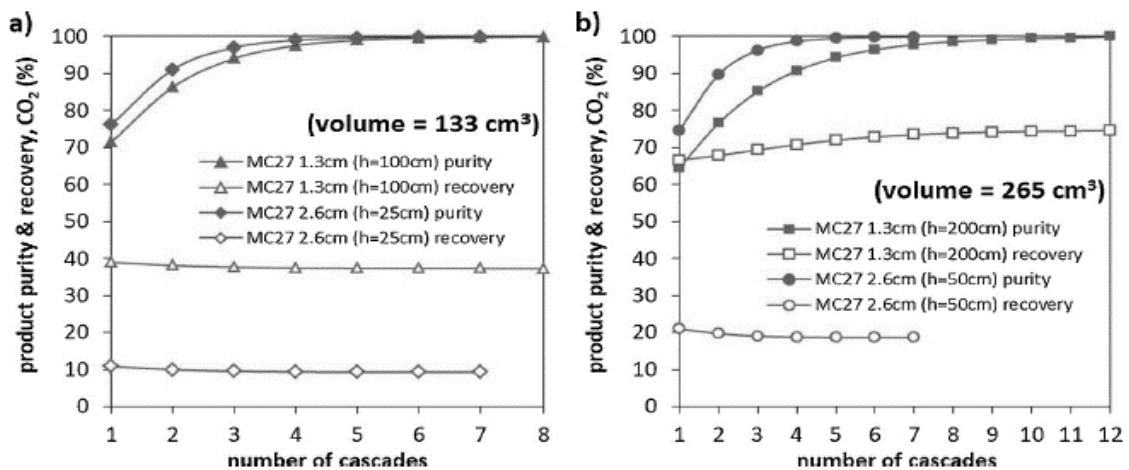 a)
product purity & recovery, CO₂ (%)
100
90
80
70
60
50
40
30
20
10
0
(volume = 133 cm³)
MC27 1.3cm (h=100cm) purity
MC27 1.3cm (h=100cm) recovery
MC27 2.6cm (h=25cm) purity
MC27 2.6cm (h=25cm) recovery
1 2 3 4 5 6 7 8
number of cascades
b)
product purity & recovery, CO₂ (%)
100
90
80
70
60
50
40
30
20
10
0
(volume = 265 cm³)
MC27 1.3cm (h=200cm) purity
MC27 1.3cm (h=200cm) recovery
MC27 2.6cm (h=50cm) purity
MC27 2.6cm (h=50cm) recovery
1 2 3 4 5 6 7 8 9 10 11 12
number of cascades